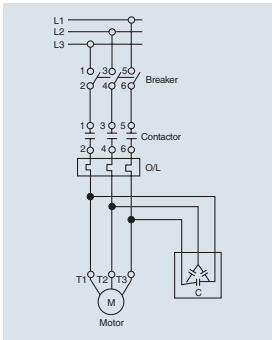 L1
L2
L3
1 3 5
Breaker
2 4 6
1 3 5
Contactor
2 4 6
O/L
T1 T2 T3
C
M
Motor